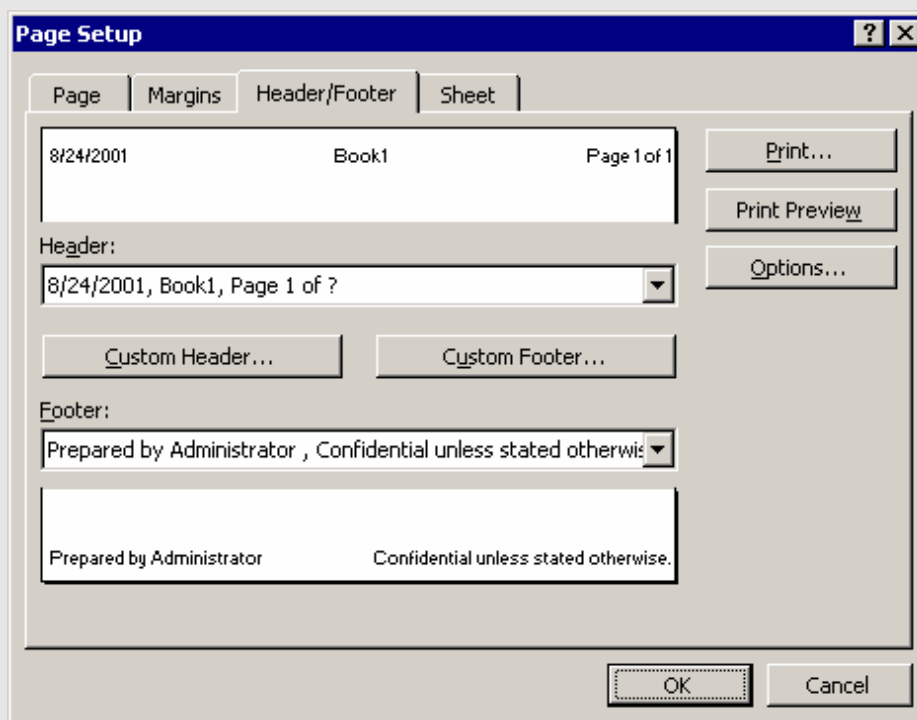 Page Setup
Page Margins Header/Footer Sheet
8/24/2001 Book1 Page 1 of 1
Print...
Print Preview
Header:
Options...
8/24/2001, Book1, Page 1 of ?
Custom Header... Custom Footer...
Footer:
Prepared by Administrator , Confidential unless stated otherwis
Prepared by Administrator Confidential unless stated otherwise.
OK Cancel